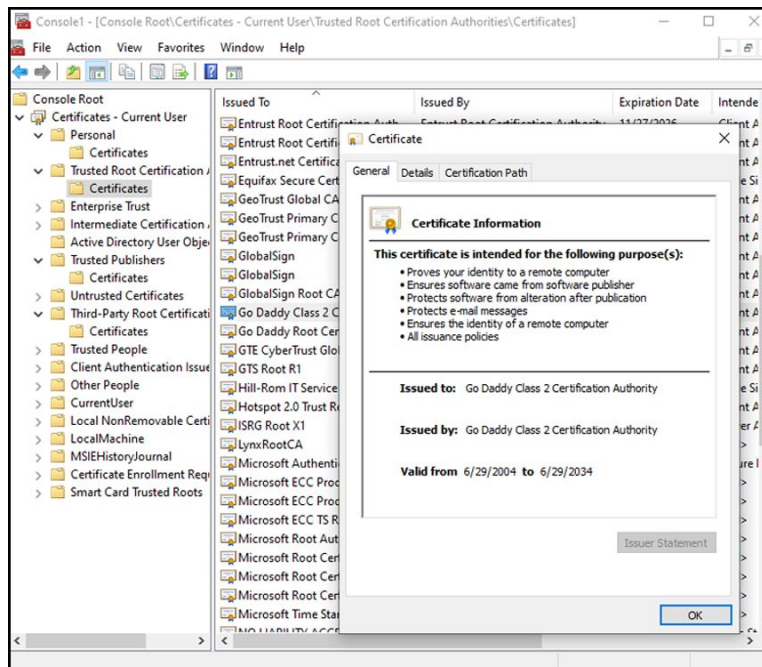 Console1 - [Console Root\Certificates - Current User\Trusted Root Certification Authorities\Certificates]
File Action View Favorites Window Help
Console Root
Certificates - Current User
Personal
Certificates
Trusted Root Certification
Certificates
Enterprise Trust
Intermediate Certification
Active Directory User Obje
Trusted Publishers
Certificates
Untrusted Certificates
Third-Party Root Certificati
Certificates
Trusted People
Client Authentication Issue
Other People
CurrentUser
Local NonRemovable Certi
LocalMachine
MSIEHistoryJournal
Certificate Enrollment Requ
Smart Card Trusted Roots
Issued To Issued By Expiration Date Intende
Entrust Root Certification Auth... Entrust Root Certification Authority 11/27/2026 Client A
Entrust Root Certifi
Entrust.net Certifica
Equifax Secure Cert
GeoTrust Global CA
GeoTrust Primary C
GeoTrust Primary C
GlobalSign
GlobalSign
GlobalSign Root CA
Go Daddy Class 2 C
Go Daddy Root Cer
GTE CyberTrust Glo
GTS Root R1
Hill-Rom IT Service
Hotspot 2.0 Trust R
ISRG Root X1
LynxRootCA
Microsoft Authenti
Microsoft ECC Prod
Microsoft ECC Prod
Microsoft ECC TS R
Microsoft Root Aut
Microsoft Root Cert
Microsoft Root Cert
Microsoft Root Cert
Microsoft Time Star
NO LIABILITY ACCE
Certificate
General Details Certification Path
Certificate Information
This certificate is intended for the following purpose(s):
• Proves your identity to a remote computer
• Ensures software came from software publisher
• Protects software from alteration after publication
• Protects e-mail messages
• Ensures the identity of a remote computer
• All issuance policies
Issued to: Go Daddy Class 2 Certification Authority
Issued by: Go Daddy Class 2 Certification Authority
Valid from 6/29/2004 to 6/29/2034
Issuer Statement
OK